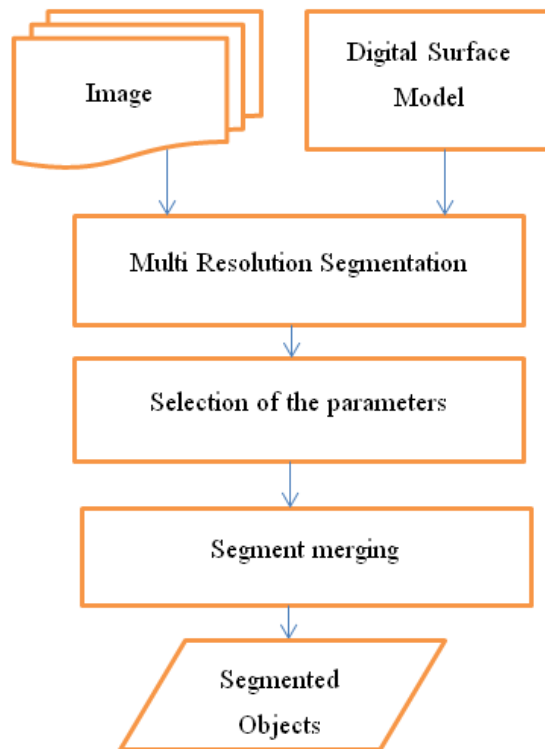 Image
Digital Surface
Model
Multi Resolution Segmentation
Selection of the parameters
Segment merging
Segmented
Objects